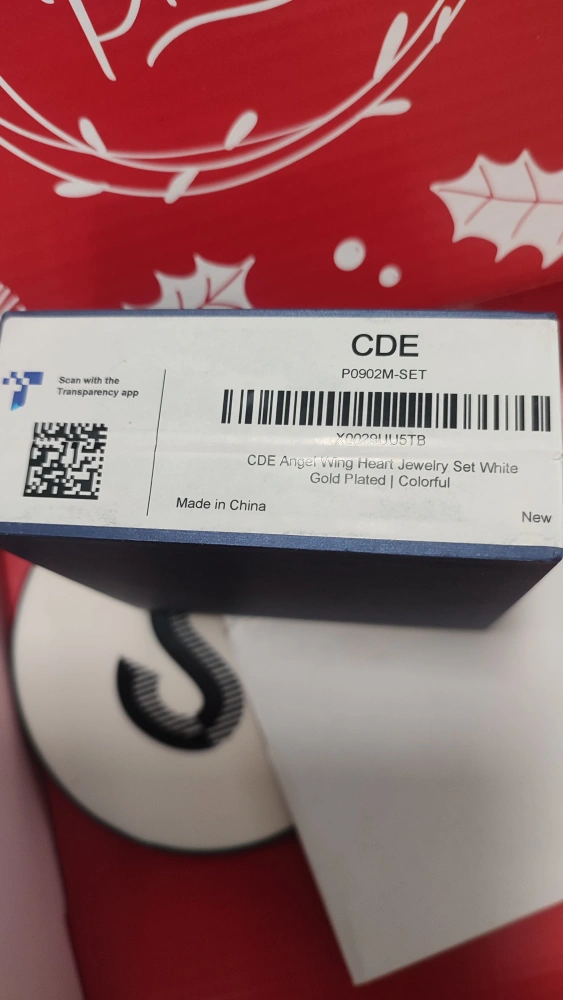 Scan with the
Transparency app
CDE
P0902M-SET
X0029UU5TB
CDE Angel Wing Heart Jewelry Set White
Gold Plated | Colorful
Made in China
New
S